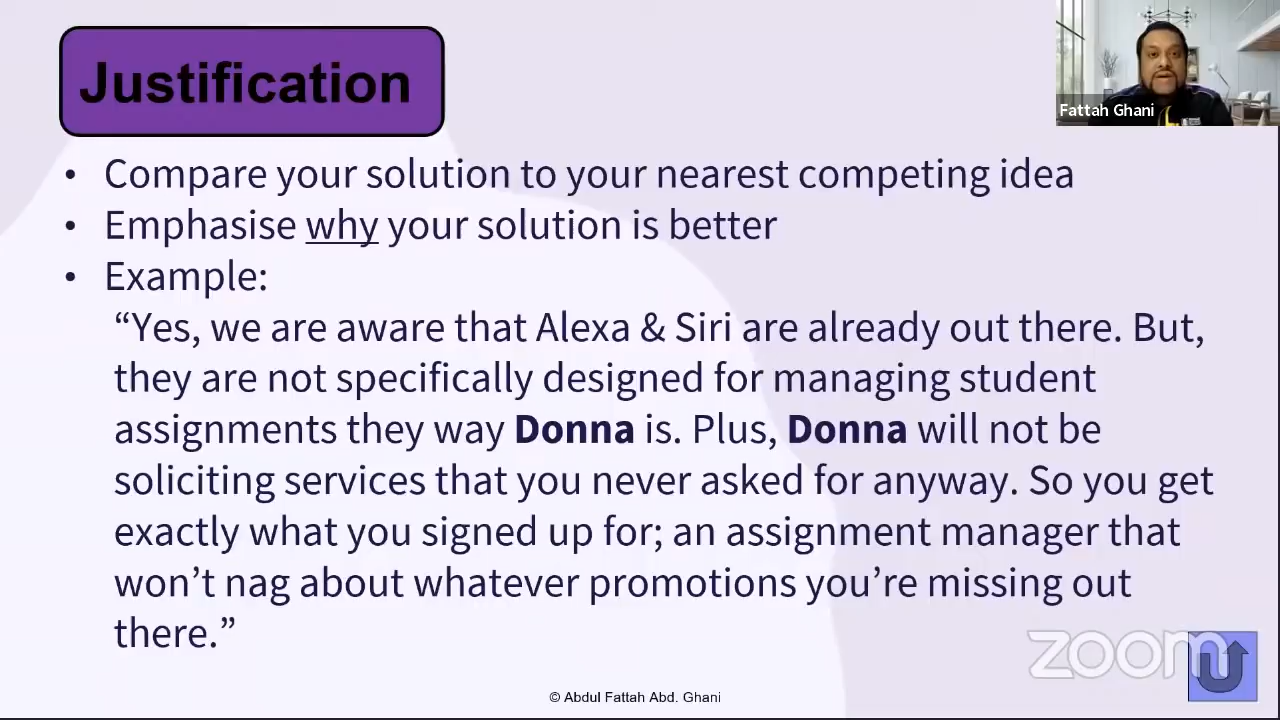 Justification
Fattah Ghani
• Compare your solution to your nearest competing idea
• Emphasise why your solution is better
• Example:
“Yes, we are aware that Alexa & Siri are already out there. But,
they are not specifically designed for managing student
assignments they way Donna is. Plus, Donna will not be
soliciting services that you never asked for anyway. So you get
exactly what you signed up for; an assignment manager that
won’t nag about whatever promotions you’re missing out
there.”
zoom
© Abdul Fattah Abd. Ghani